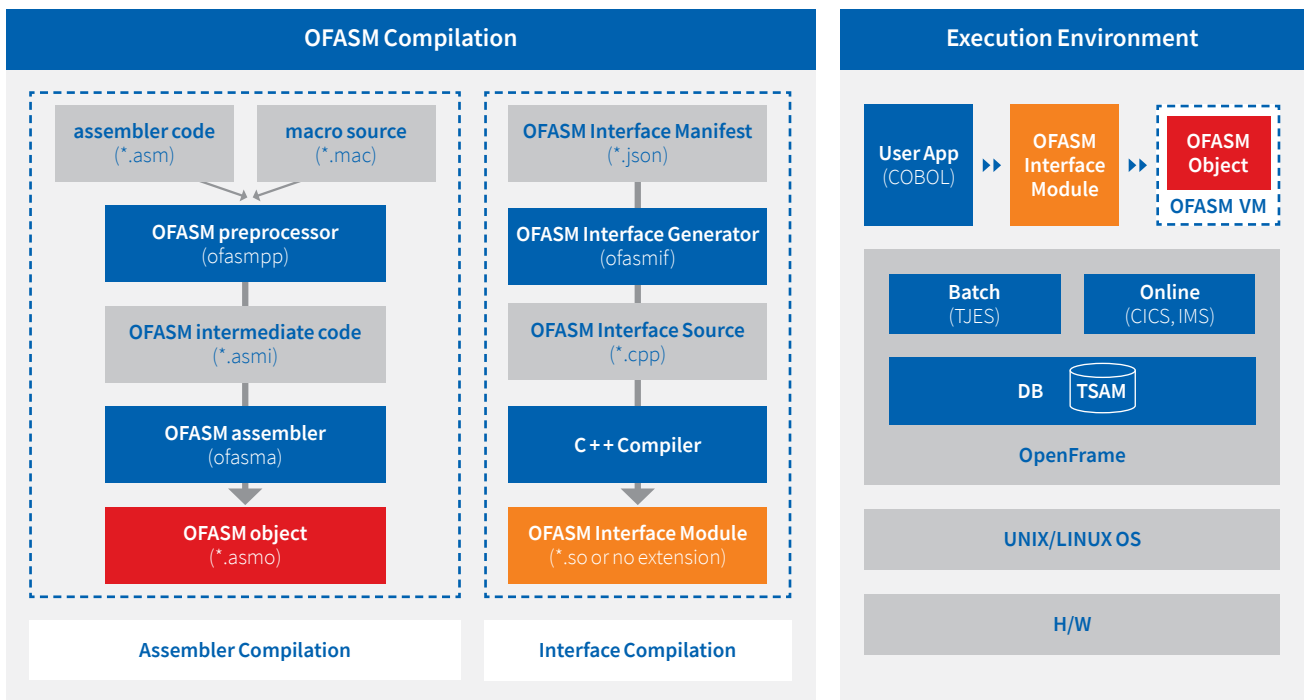 OFASM Compilation
assembler code
(*.asm)
macro source
(*.mac)
OFASM preprocessor
(ofasmpp)
OFASM intermediate code
(*.asmi)
OFASM assembler
(ofasma)
OFASM object
(*.asmo)
Assembler Compilation
OFASM Interface Manifest
(*.json)
OFASM Interface Generator
(ofasmif)
OFASM Interface Source
(*.cpp)
C++ Compiler
OFASM Interface Module
(*.so or no extension)
Interface Compilation
Execution Environment
User App
(COBOL)
OFASM
Interface
Module
OFASM
Object
OFASM VM
Batch
(TJES)
Online
(CICS, IMS)
DB TSAM
OpenFrame
UNIX/LINUX OS
H/W